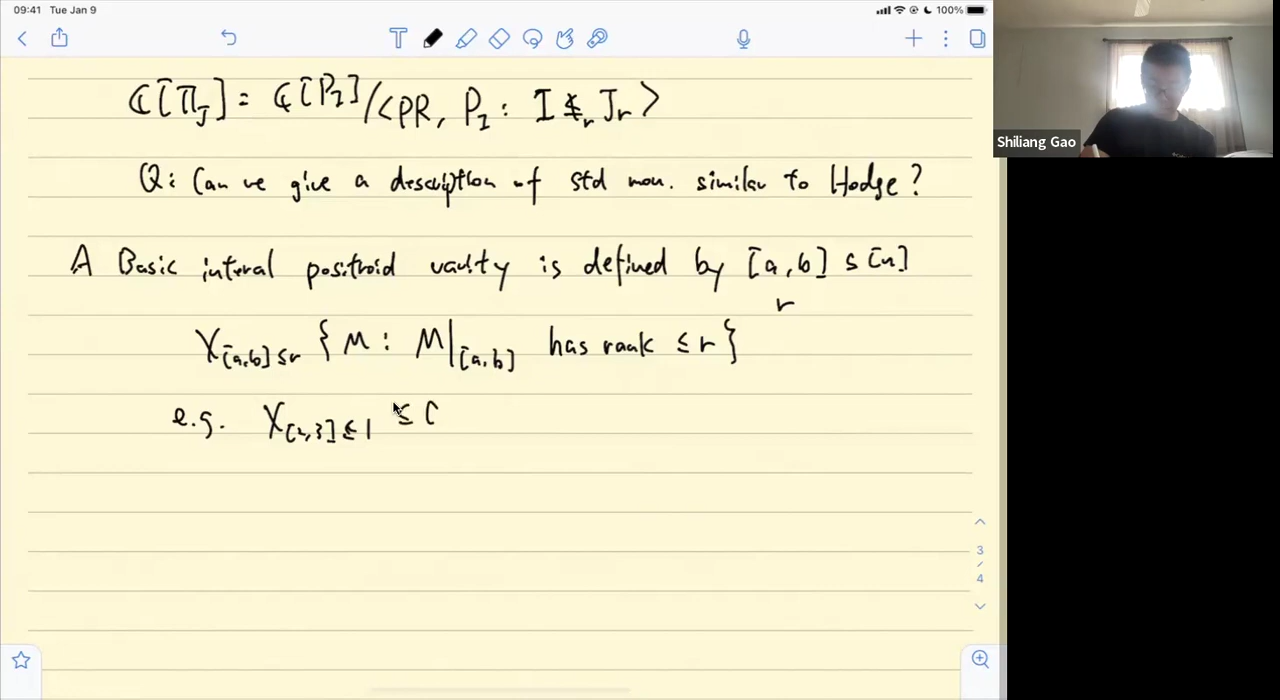 09:41 Tue Jan 9
100%
ℂ[Π_J] = ℂ[P_I]/<PR, P_I : I ≱_r J_r>
Q: Can we give a description of std mon. similar to Hodge?
A Basic interal positroid vaulty is defined by [a,b] ⊆ [n]
r
X_{[a,b]≤r} { M : M|_{[a,b]} has rank ≤ r }
e.g. X_{[2,3]≤1} ⊆
3
/
4
Shiliang Gao